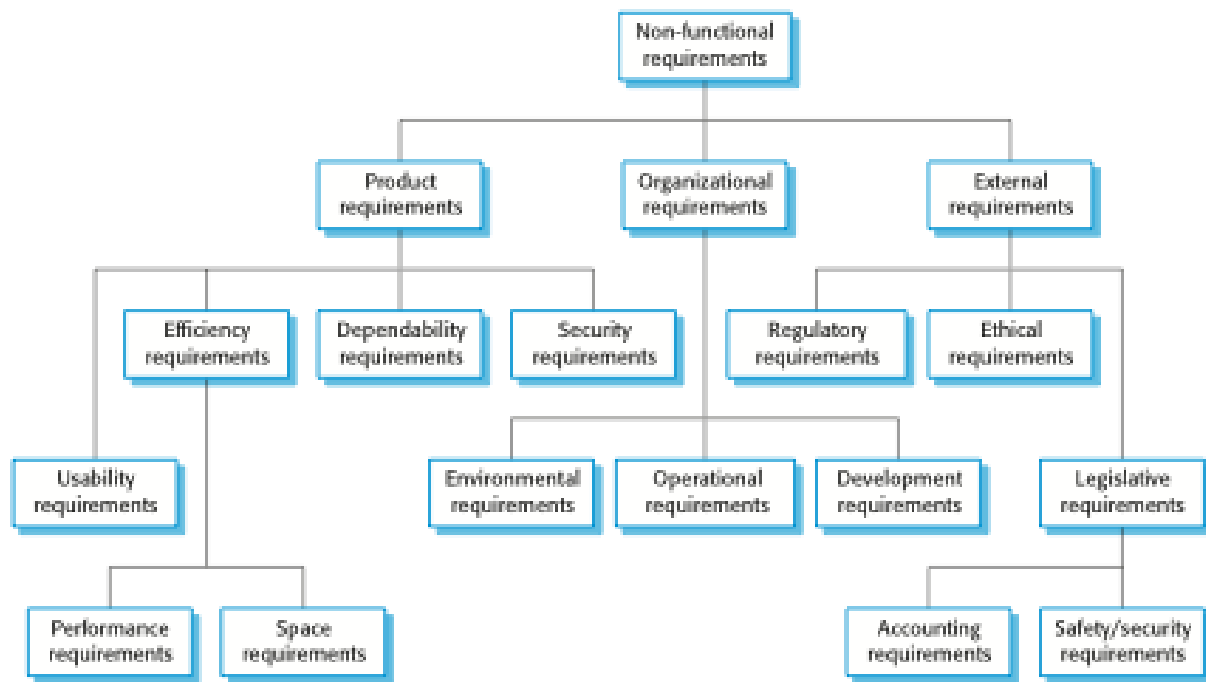 Non-functional
requirements
Product
requirements
Organizational
requirements
External
requirements
Efficiency
requirements
Dependability
requirements
Security
requirements
Regulatory
requirements
Ethical
requirements
Usability
requirements
Environmental
requirements
Operational
requirements
Development
requirements
Legislative
requirements
Performance
requirements
Space
requirements
Accounting
requirements
Safety/security
requirements